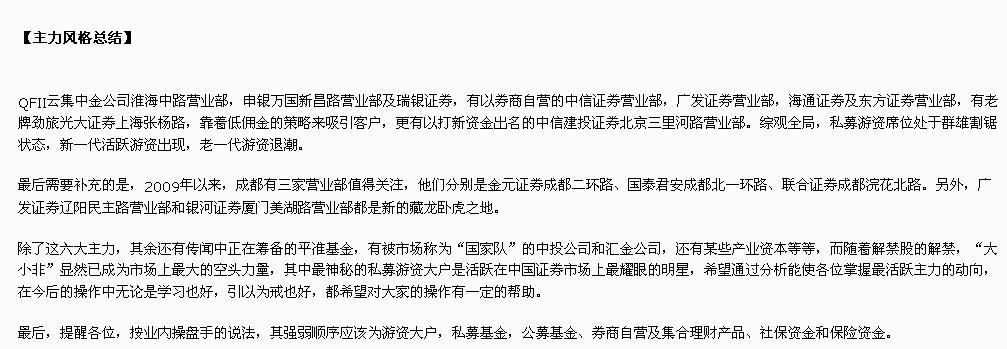 【主力风格总结】
QFII云集中金公司淮海中路营业部，申银万国新昌路营业部及瑞银证券，有以券商自营的中信证券营业部，广发证券营业部，海通证券及东方证券营业部，有老
牌劲旅光大证券上海张杨路，靠着低佣金的策略来吸引客户，更有以打新资金出名的中信建投证券北京三里河路营业部。综观全局，私募游资席位处于群雄割锯
状态，新一代活跃游资出现，老一代游资退潮。
最后需要补充的是，2009年以来，成都有三家营业部值得关注，他们分别是金元证券成都二环路、国泰君安成都北一环路、联合证券成都浣花北路。另外，广
发证券辽阳民主路营业部和银河证券厦门美湖路营业部都是新的藏龙卧虎之地。
除了这六大主力，其余还有传闻中正在筹备的平准基金，有被市场称为“国家队”的中投公司和汇金公司，还有某些产业资本等等，而随着解禁股的解禁，“大
小非”显然已成为市场上最大的空头力量，其中最神秘的私募游资大户是活跃在中国证券市场上最耀眼的明星，希望通过分析能使各位掌握最活跃主力的动向，
在今后的操作中无论是学习也好，引以为戒也好，都希望对大家的操作有一定的帮助。
最后，提醒各位，按业内操盘手的说法，其强弱顺序应该为游资大户，私募基金，公募基金、券商自营及集合理财产品、社保资金和保险资金。